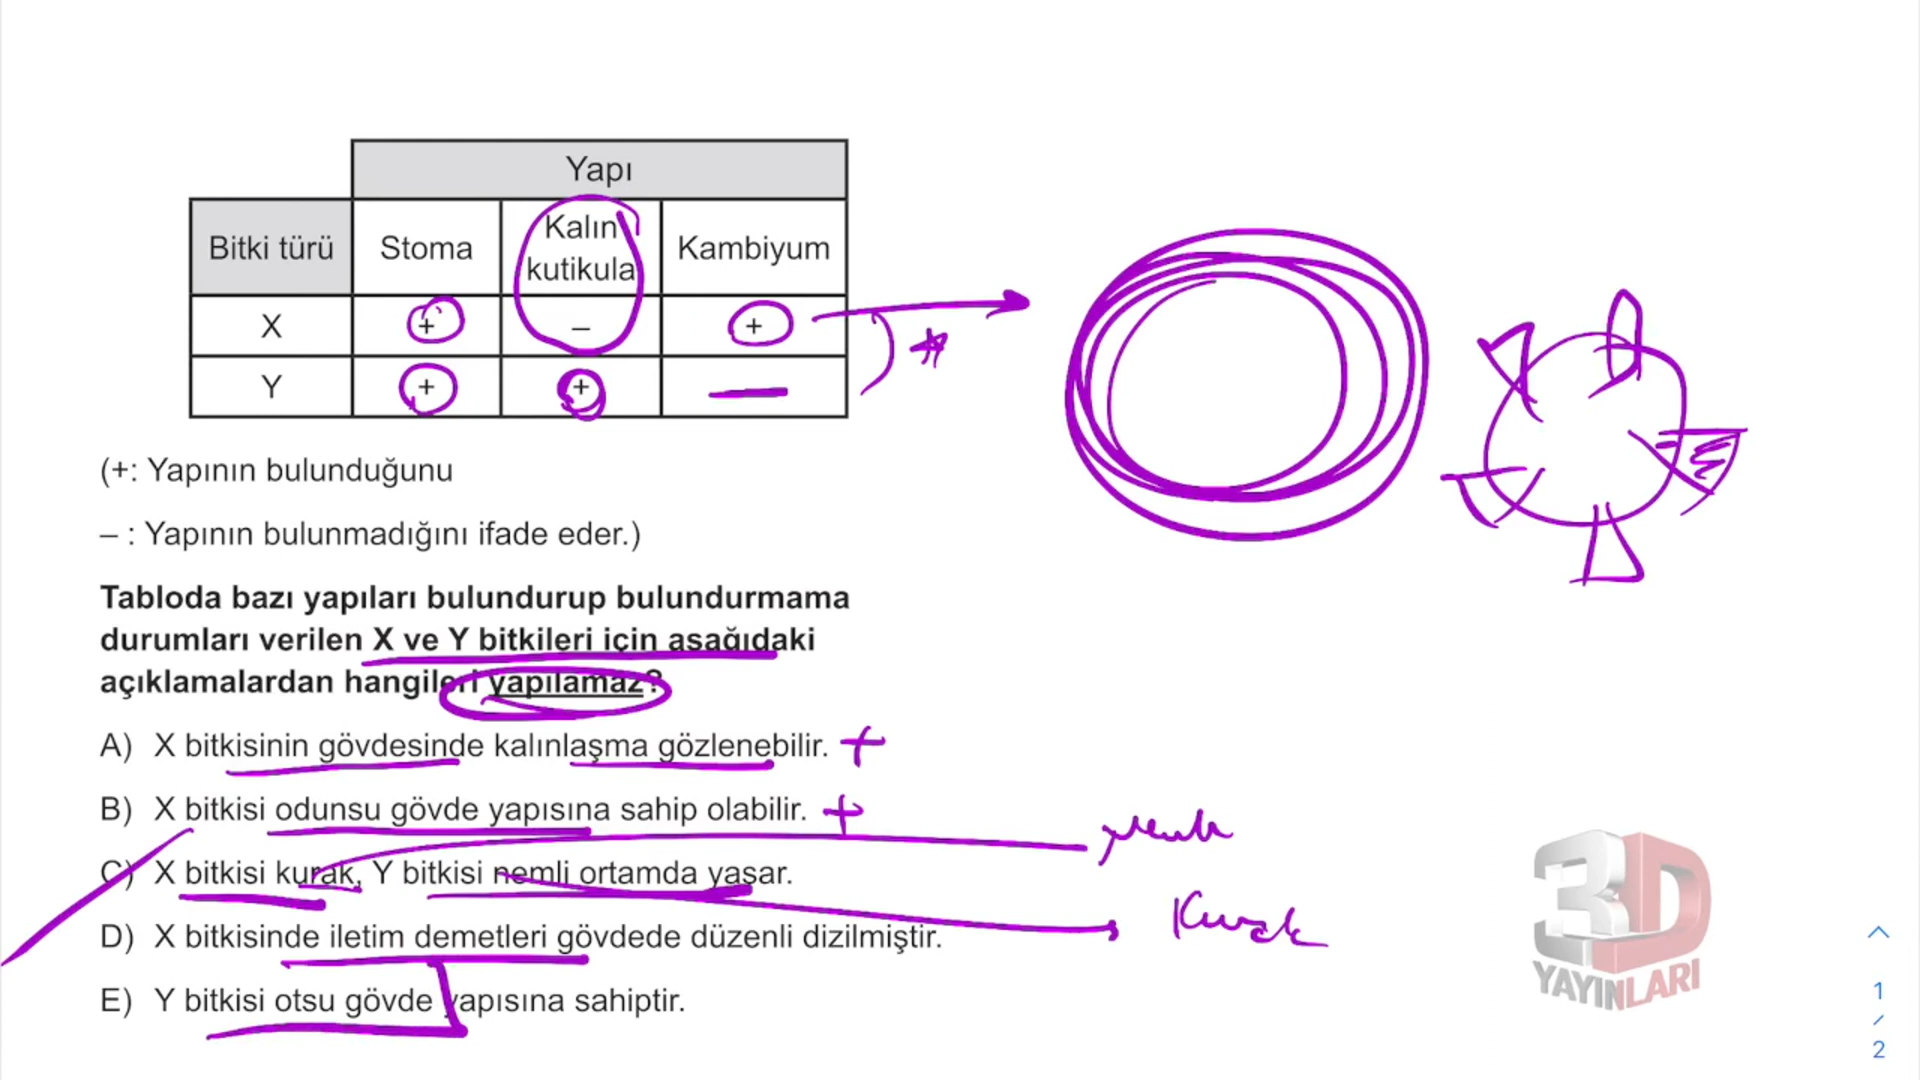 Yapı
Bitki türü Stoma Kalın kutikula Kambiyum
X + – +
Y + + —
(+: Yapının bulunduğunu
– : Yapının bulunmadığını ifade eder.)
Tabloda bazı yapıları bulundurup bulundurmama
durumları verilen X ve Y bitkileri için aşağıdaki
açıklamalardan hangileri yapılamaz?
A) X bitkisinin gövdesinde kalınlaşma gözlenebilir. +
B) X bitkisi odunsu gövde yapısına sahip olabilir. +
C) X bitkisi kurak, Y bitkisi nemli ortamda yaşar.
Kurak
D) X bitkisinde iletim demetleri gövdede düzenli dizilmiştir.
E) Y bitkisi otsu gövde yapısına sahiptir.
3D
YAYINLARI
1
/
2